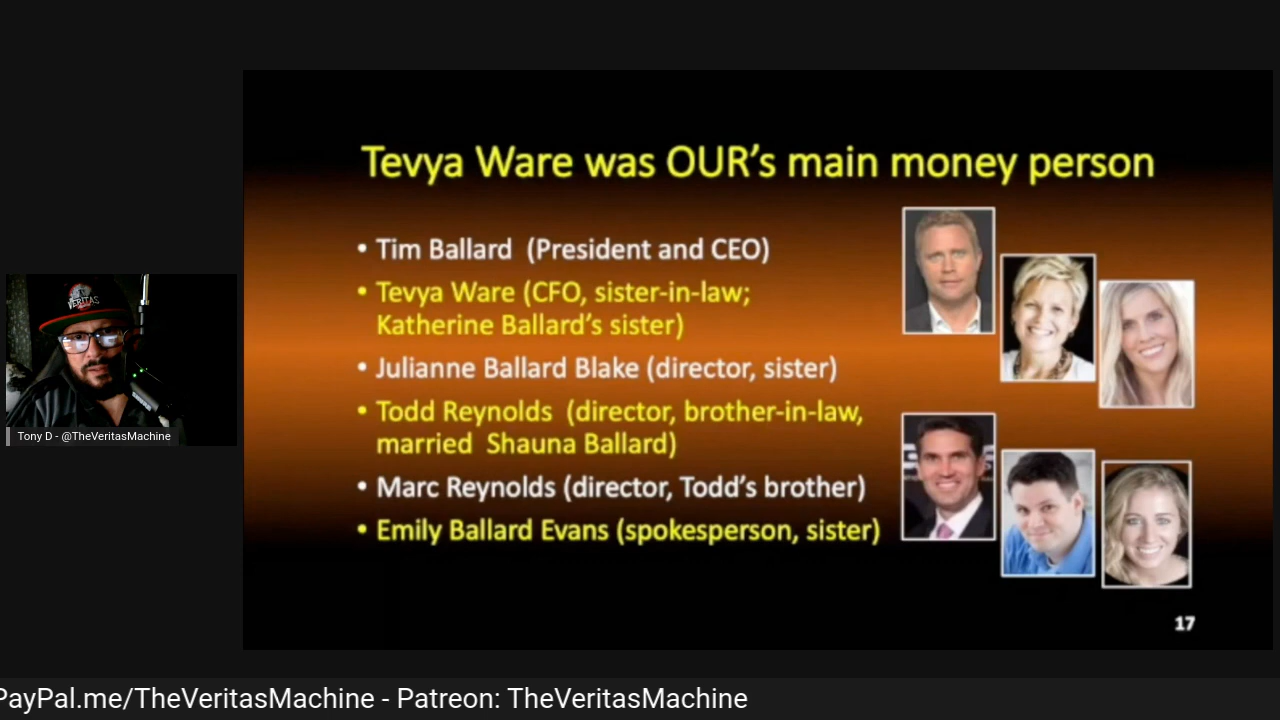 Tevya Ware was OUR's main money person
• Tim Ballard (President and CEO)
• Tevya Ware (CFO, sister-in-law;
Katherine Ballard's sister)
• Julianne Ballard Blake (director, sister)
• Todd Reynolds (director, brother-in-law,
married Shauna Ballard)
• Marc Reynolds (director, Todd's brother)
• Emily Ballard Evans (spokesperson, sister)
17
VERITAS
Tony D - @TheVeritasMachine
PayPal.me/TheVeritasMachine - Patreon: TheVeritasMachine